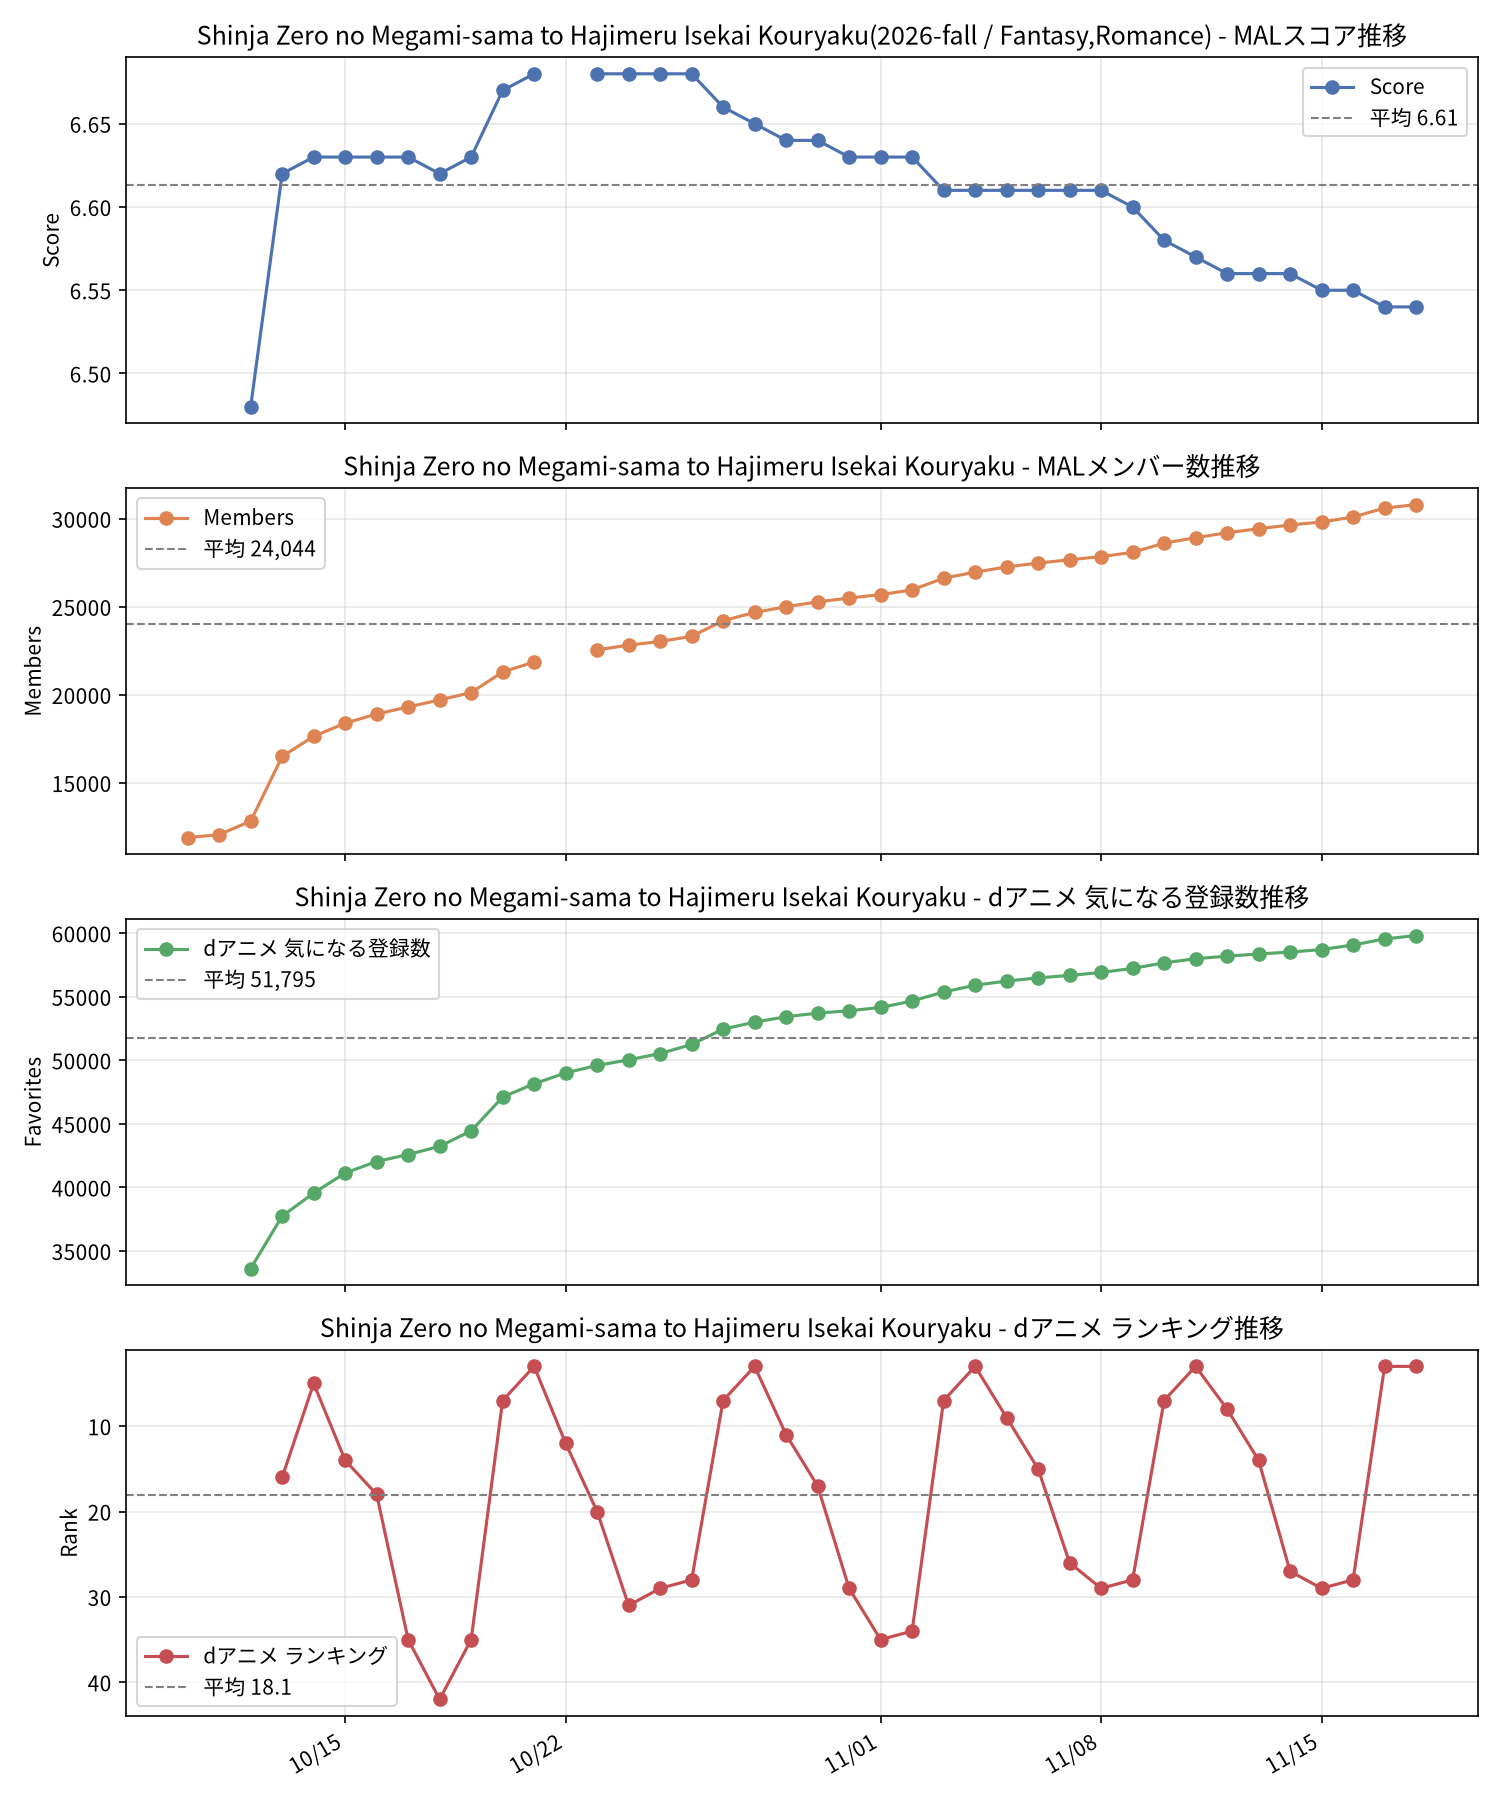 Shinja Zero no Megami-sama to Hajimeru Isekai Kouryaku(2026-fall / Fantasy,Romance) - MALスコア推移
Score
平均 6.61
6.65
6.60
6.55
6.50
Score
Shinja Zero no Megami-sama to Hajimeru Isekai Kouryaku - MALメンバー数推移
Members
平均 24,044
30000
25000
20000
15000
Members
Shinja Zero no Megami-sama to Hajimeru Isekai Kouryaku - dアニメ 気になる登録数推移
dアニメ 気になる登録数
平均 51,795
60000
55000
50000
45000
40000
35000
Favorites
Shinja Zero no Megami-sama to Hajimeru Isekai Kouryaku - dアニメ ランキング推移
10
20
30
40
Rank
dアニメ ランキング
平均 18.1
10/15
10/22
11/01
11/08
11/15